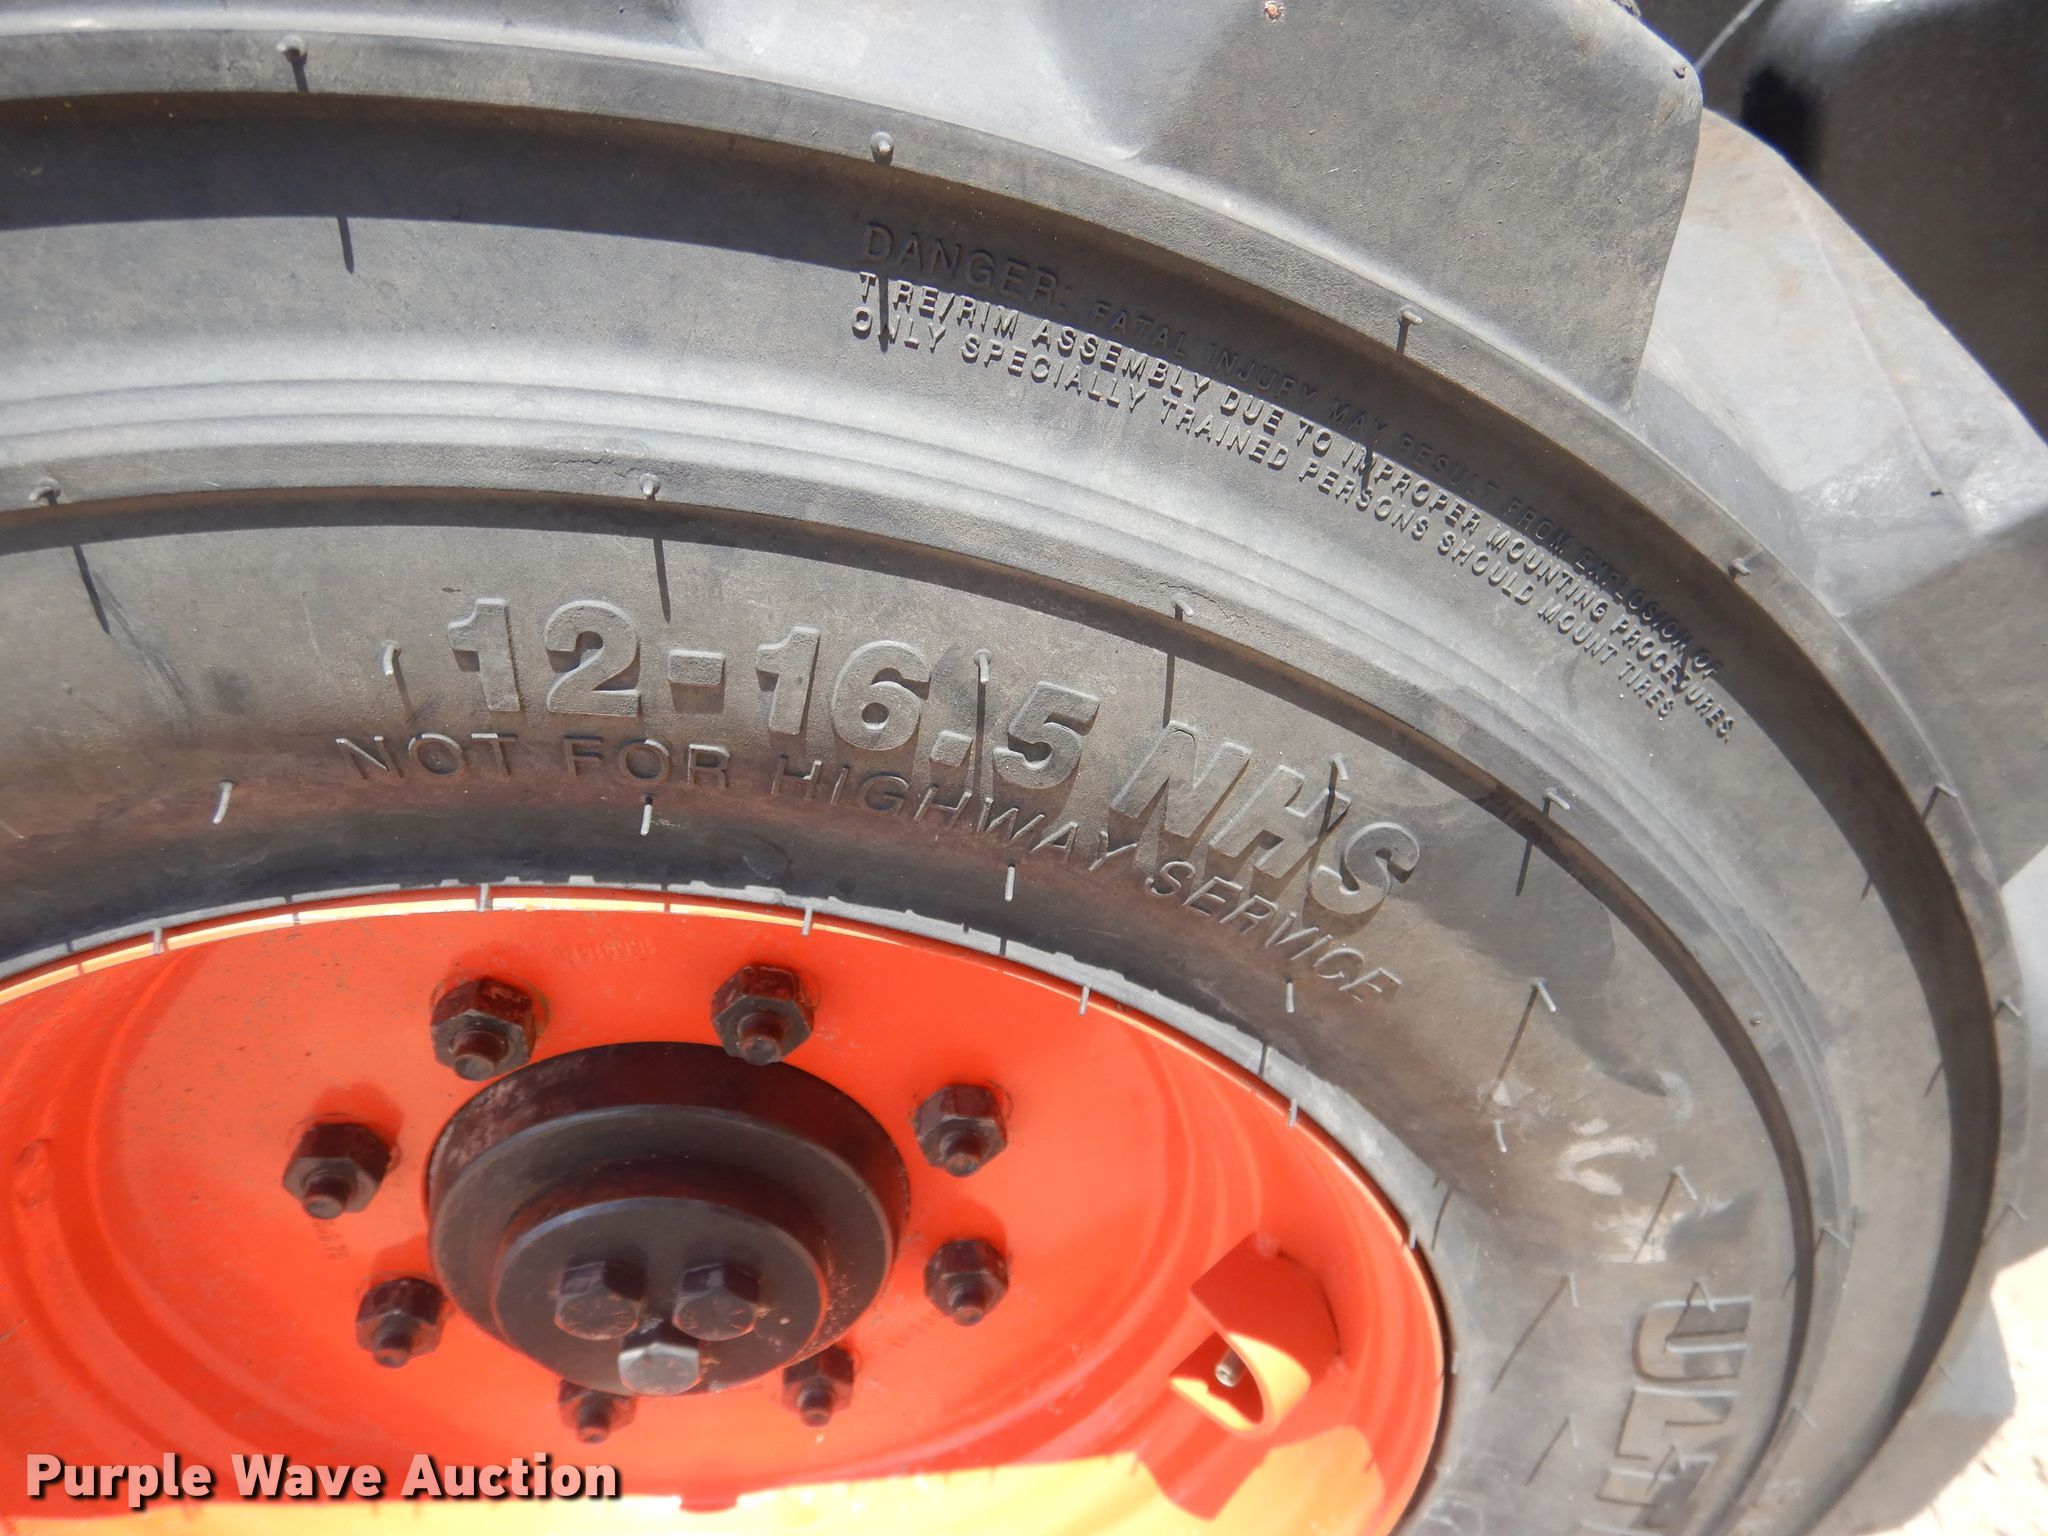 DANGER: FATAL INJURY MAY RESULT FROM EXPLOSION OF
TIRE/RIM ASSEMBLY DUE TO IMPROPER MOUNTING PROCEDURES.
ONLY SPECIALLY TRAINED PERSONS SHOULD MOUNT TIRES.
12-16.5 NHS
NOT FOR HIGHWAY SERVICE
Purple Wave Auction